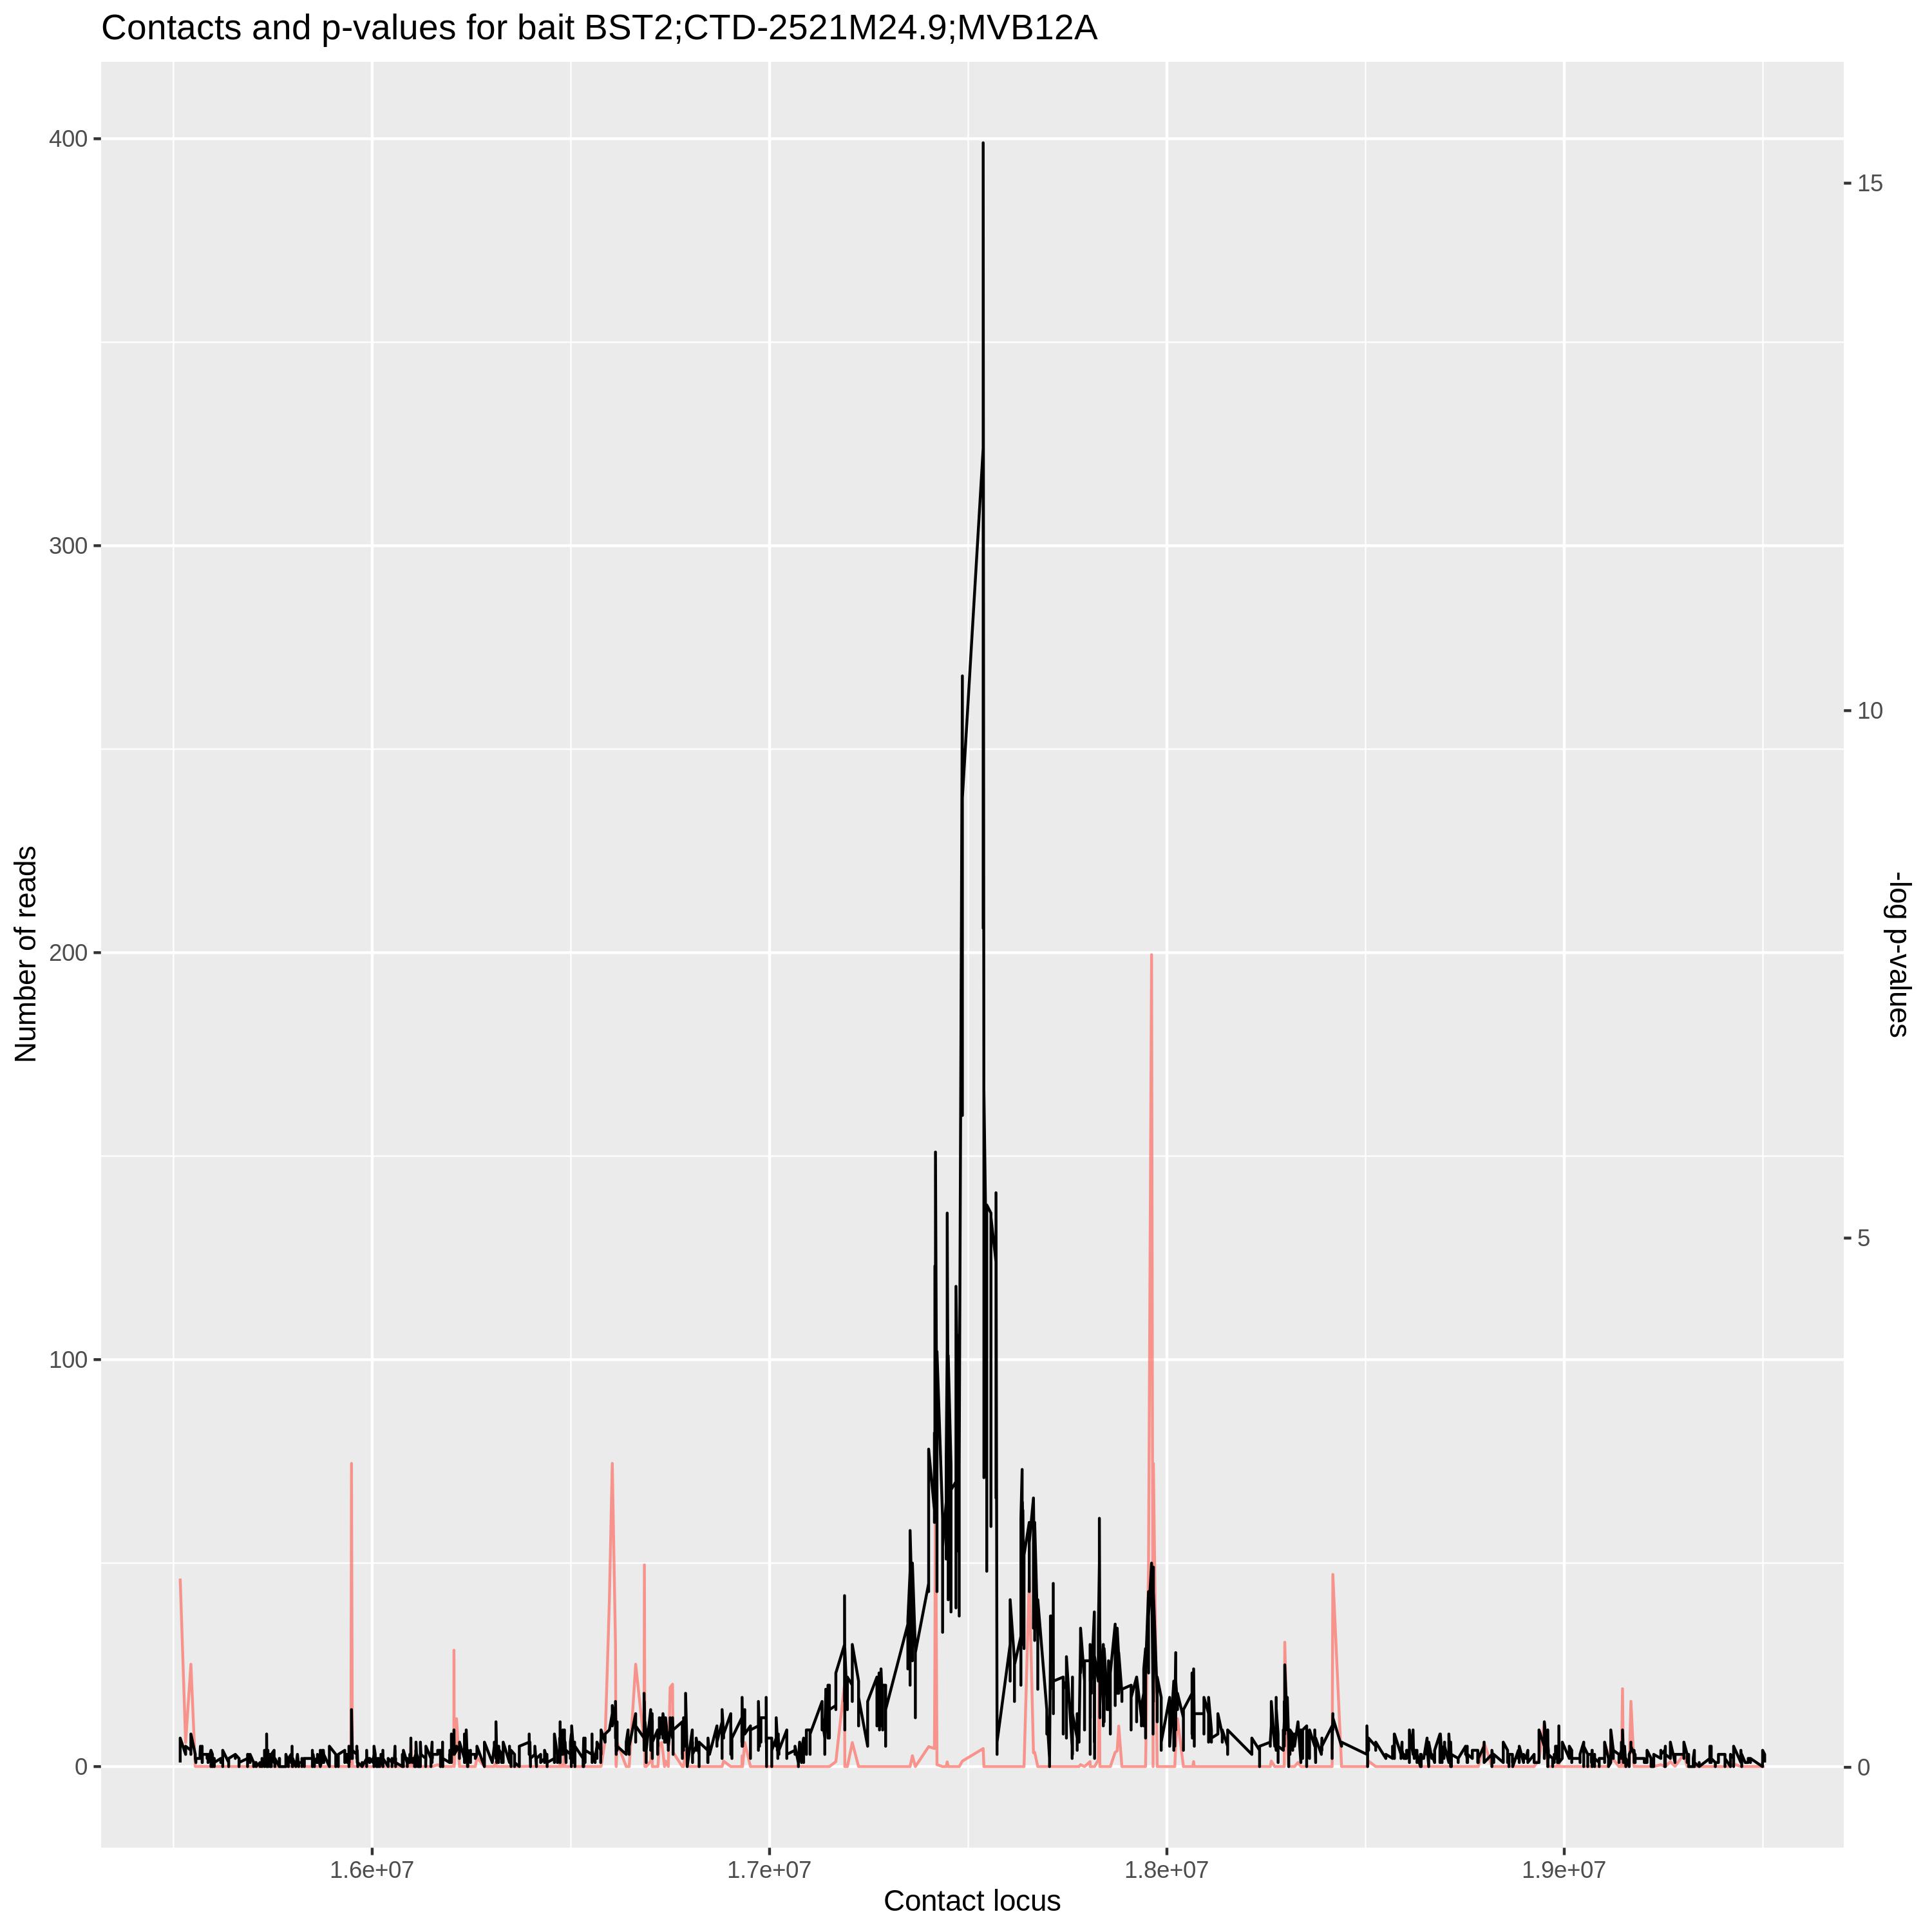 Contacts and p-values for bait BST2;CTD-2521M24.9;MVB12A
400
300
200
100
0
Number of reads
15
10
5
0
-log p-values
1.6e+07
1.7e+07
1.8e+07
1.9e+07
Contact locus